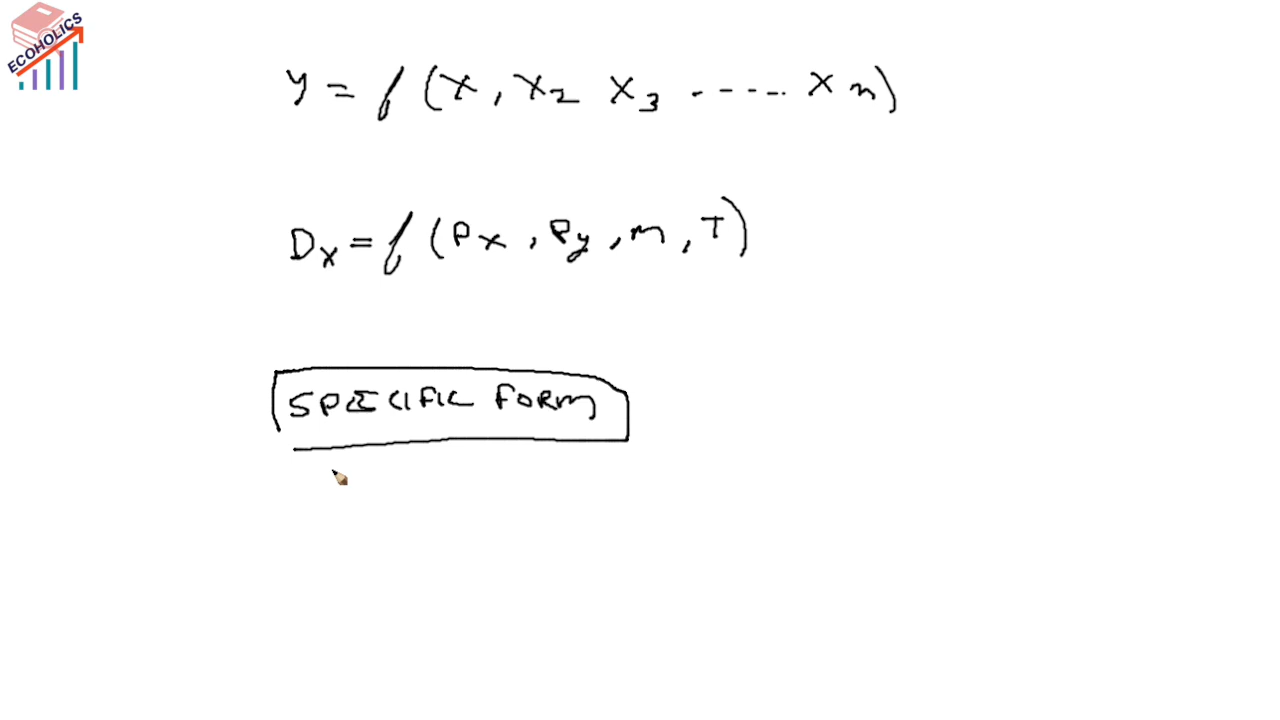 ECOHOLICS
y = f (x, x2 x3 ...... xn)
Dx = f (Px, Py, m, T)
SPECIFIC FORM